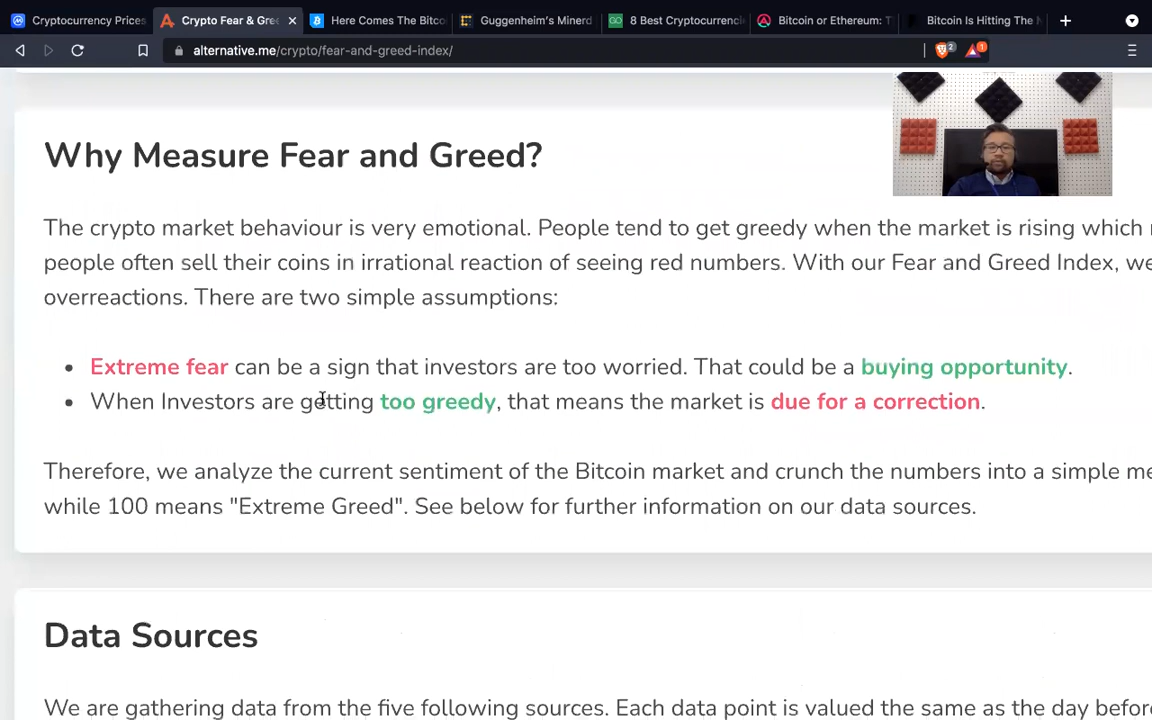 Cryptocurrency Prices
Crypto Fear & Gree
Here Comes The Bitco
Guggenheim's Minerd
8 Best Cryptocurrenci
Bitcoin or Ethereum: T
Bitcoin Is Hitting The N
alternative.me/crypto/fear-and-greed-index/
2
1
Why Measure Fear and Greed?
The crypto market behaviour is very emotional. People tend to get greedy when the market is rising which
people often sell their coins in irrational reaction of seeing red numbers. With our Fear and Greed Index, we
overreactions. There are two simple assumptions:
• Extreme fear can be a sign that investors are too worried. That could be a buying opportunity.
• When Investors are getting too greedy, that means the market is due for a correction.
Therefore, we analyze the current sentiment of the Bitcoin market and crunch the numbers into a simple me
while 100 means "Extreme Greed". See below for further information on our data sources.
Data Sources
We are gathering data from the five following sources. Each data point is valued the same as the day before